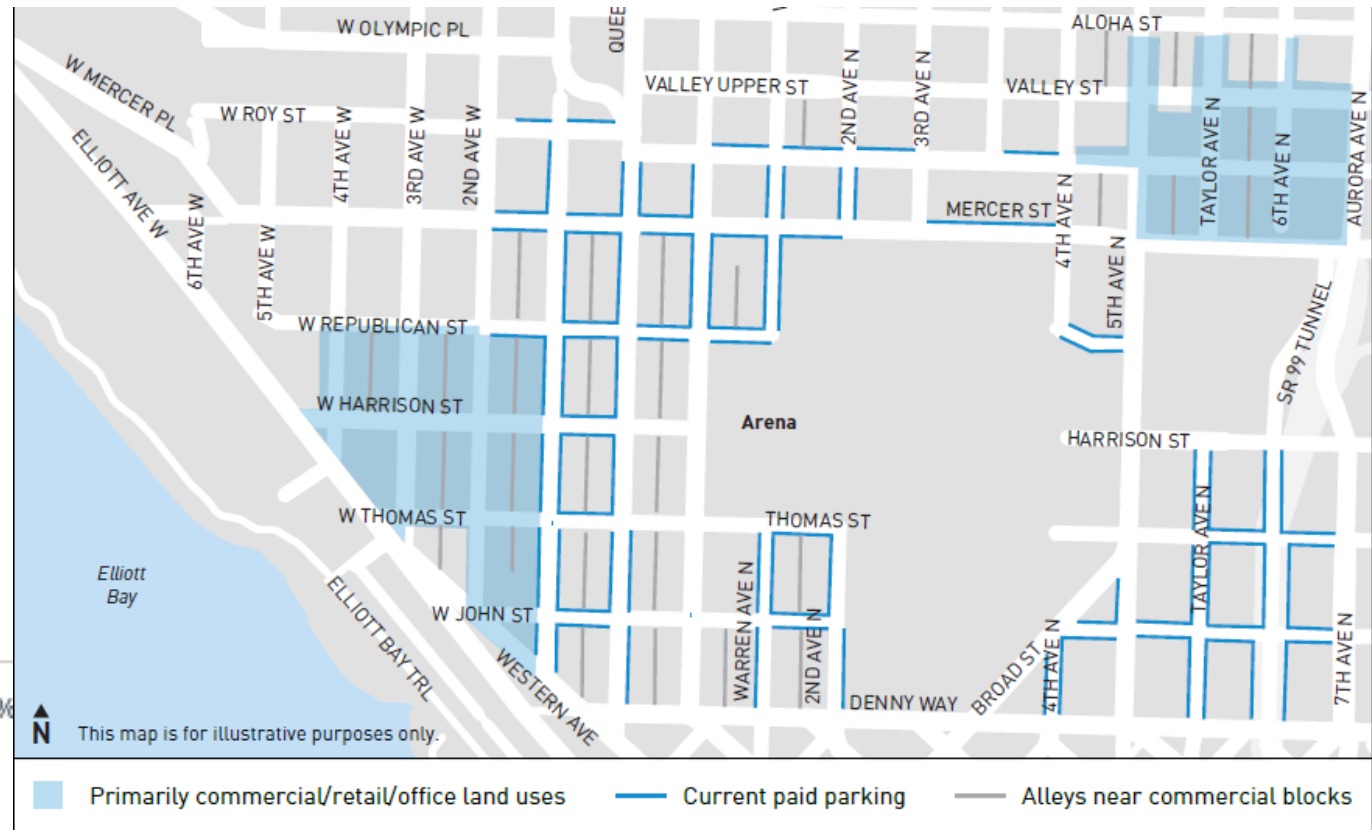 W OLYMPIC PL
QUEE
ALOHA ST
W MERCER PL
VALLEY UPPER ST
2ND AVE N
3RD AVE N
VALLEY ST
TAYLOR AVE N
6TH AVE N
AURORA AVE N
W ROY ST
4TH AVE W
3RD AVE W
2ND AVE W
ELLIOTT AVE W
6TH AVE W
5TH AVE W
MERCER ST
4TH AVE N
5TH AVE N
W REPUBLICAN ST
SR 99 TUNNEL
W HARRISON ST
Arena
HARRISON ST
W THOMAS ST
THOMAS ST
TAYLOR AVE N
Elliott
Bay
ELLIOTT BAY TRL
W JOHN ST
WESTERN AVE
WARREN AVE N
2ND AVE N
DENNY WAY
BROAD ST
4TH AVE N
7TH AVE N
%
N
This map is for illustrative purposes only.
Primarily commercial/retail/office land uses
Current paid parking
Alleys near commercial blocks